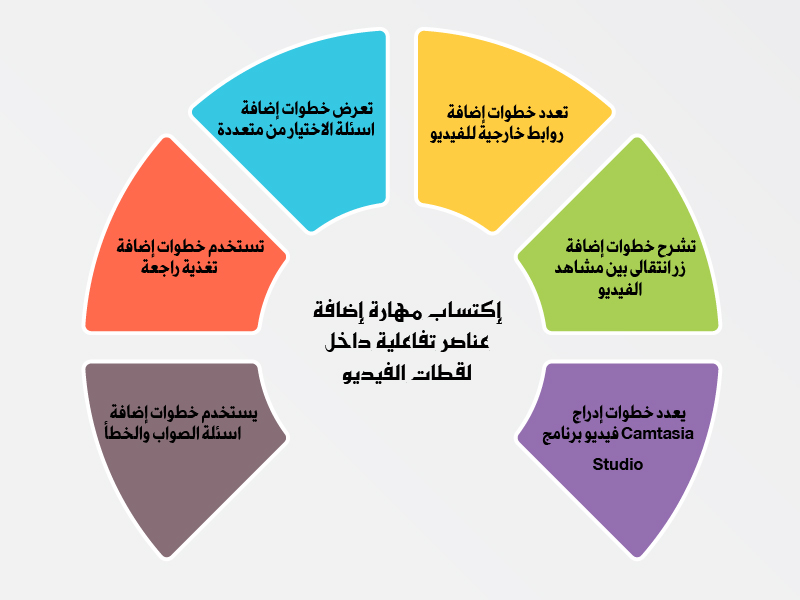 تعدد خطوات إضافة
روابط خارجية للفيديو
تعرض خطوات إضافة
اسئلة الاختيار من متعددة
تشرح خطوات إضافة
زر انتقالى بين مشاهد
الفيديو
تستخدم خطوات إضافة
تغذية راجعة
إكتساب مهارة إضافة
عناصر تفاعلية داخل
لقطات الفيديو
يعدد خطوات إدراج
فيديو برنامج Camtasia
Studio
يستخدم خطوات إضافة
اسئلة الصواب والخطأ